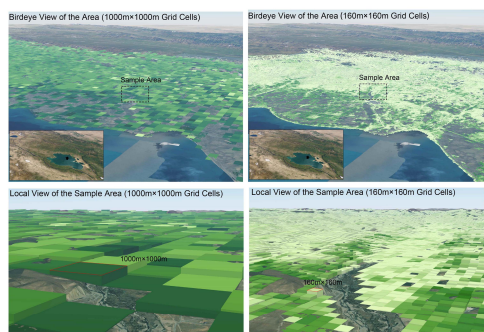 Birdeye View of the Area (1000m×1000m Grid Cells)
Birdeye View of the Area (160m×160m Grid Cells)
Sample Area
Sample Area
Local View of the Sample Area (1000m×1000m Grid Cells)
Local View of the Sample Area (160m×160m Grid Cells)
1000m×1000m
160m×160m